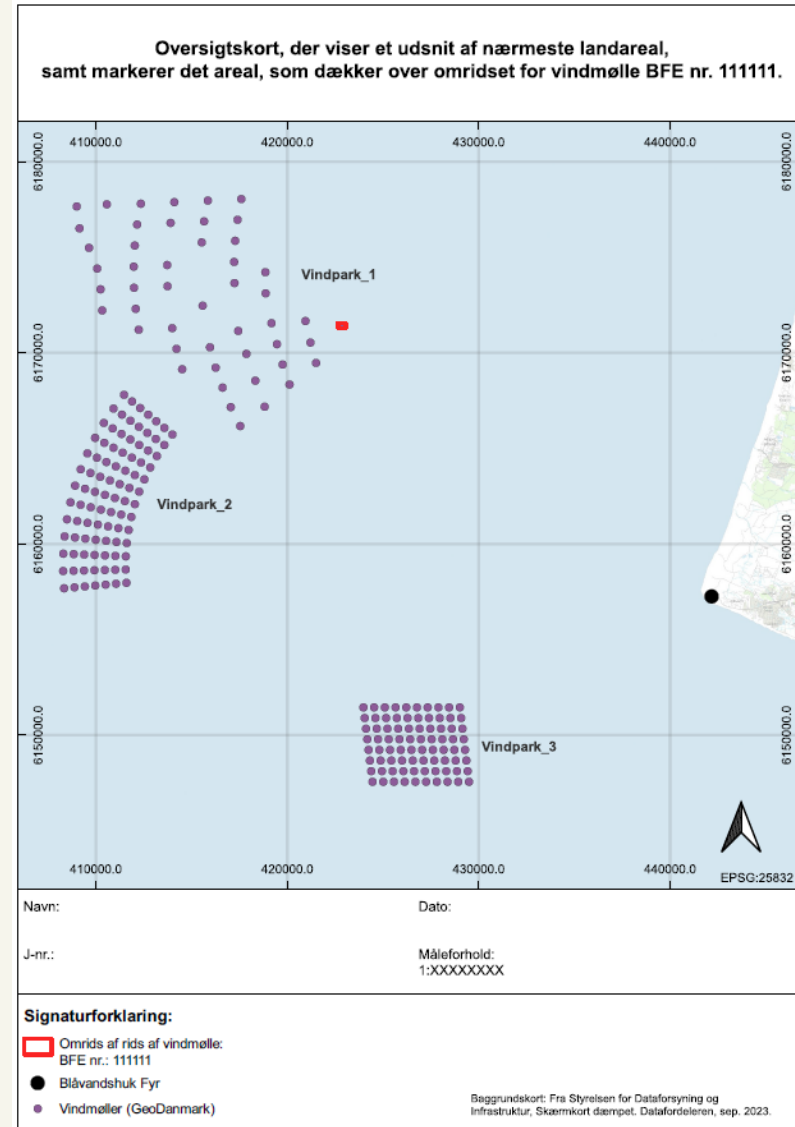 Oversigtskort, der viser et udsnit af nærmeste landareal,
samt markerer det areal, som dækker over omridset for vindmølle BFE nr. 111111.
410000.0
420000.0
430000.0
440000.0
6180000.0
6180000.0
Vindpark_1
6170000.0
6170000.0
Vindpark_2
6160000.0
6160000.0
6150000.0
Vindpark_3
6150000.0
410000.0
420000.0
430000.0
440000.0
EPSG:25832
Navn:
Dato:
J-nr.:
Måleforhold:
1:XXXXXXXX
Signaturforklaring:
Omrids af rids af vindmølle:
BFE nr.: 111111
Blåvandshuk Fyr
Vindmøller (GeoDanmark)
Baggrundskort: Fra Styrelsen for Dataforsyning og
Infrastruktur, Skærmkort dæmpet. Datafordeleren, sep. 2023.